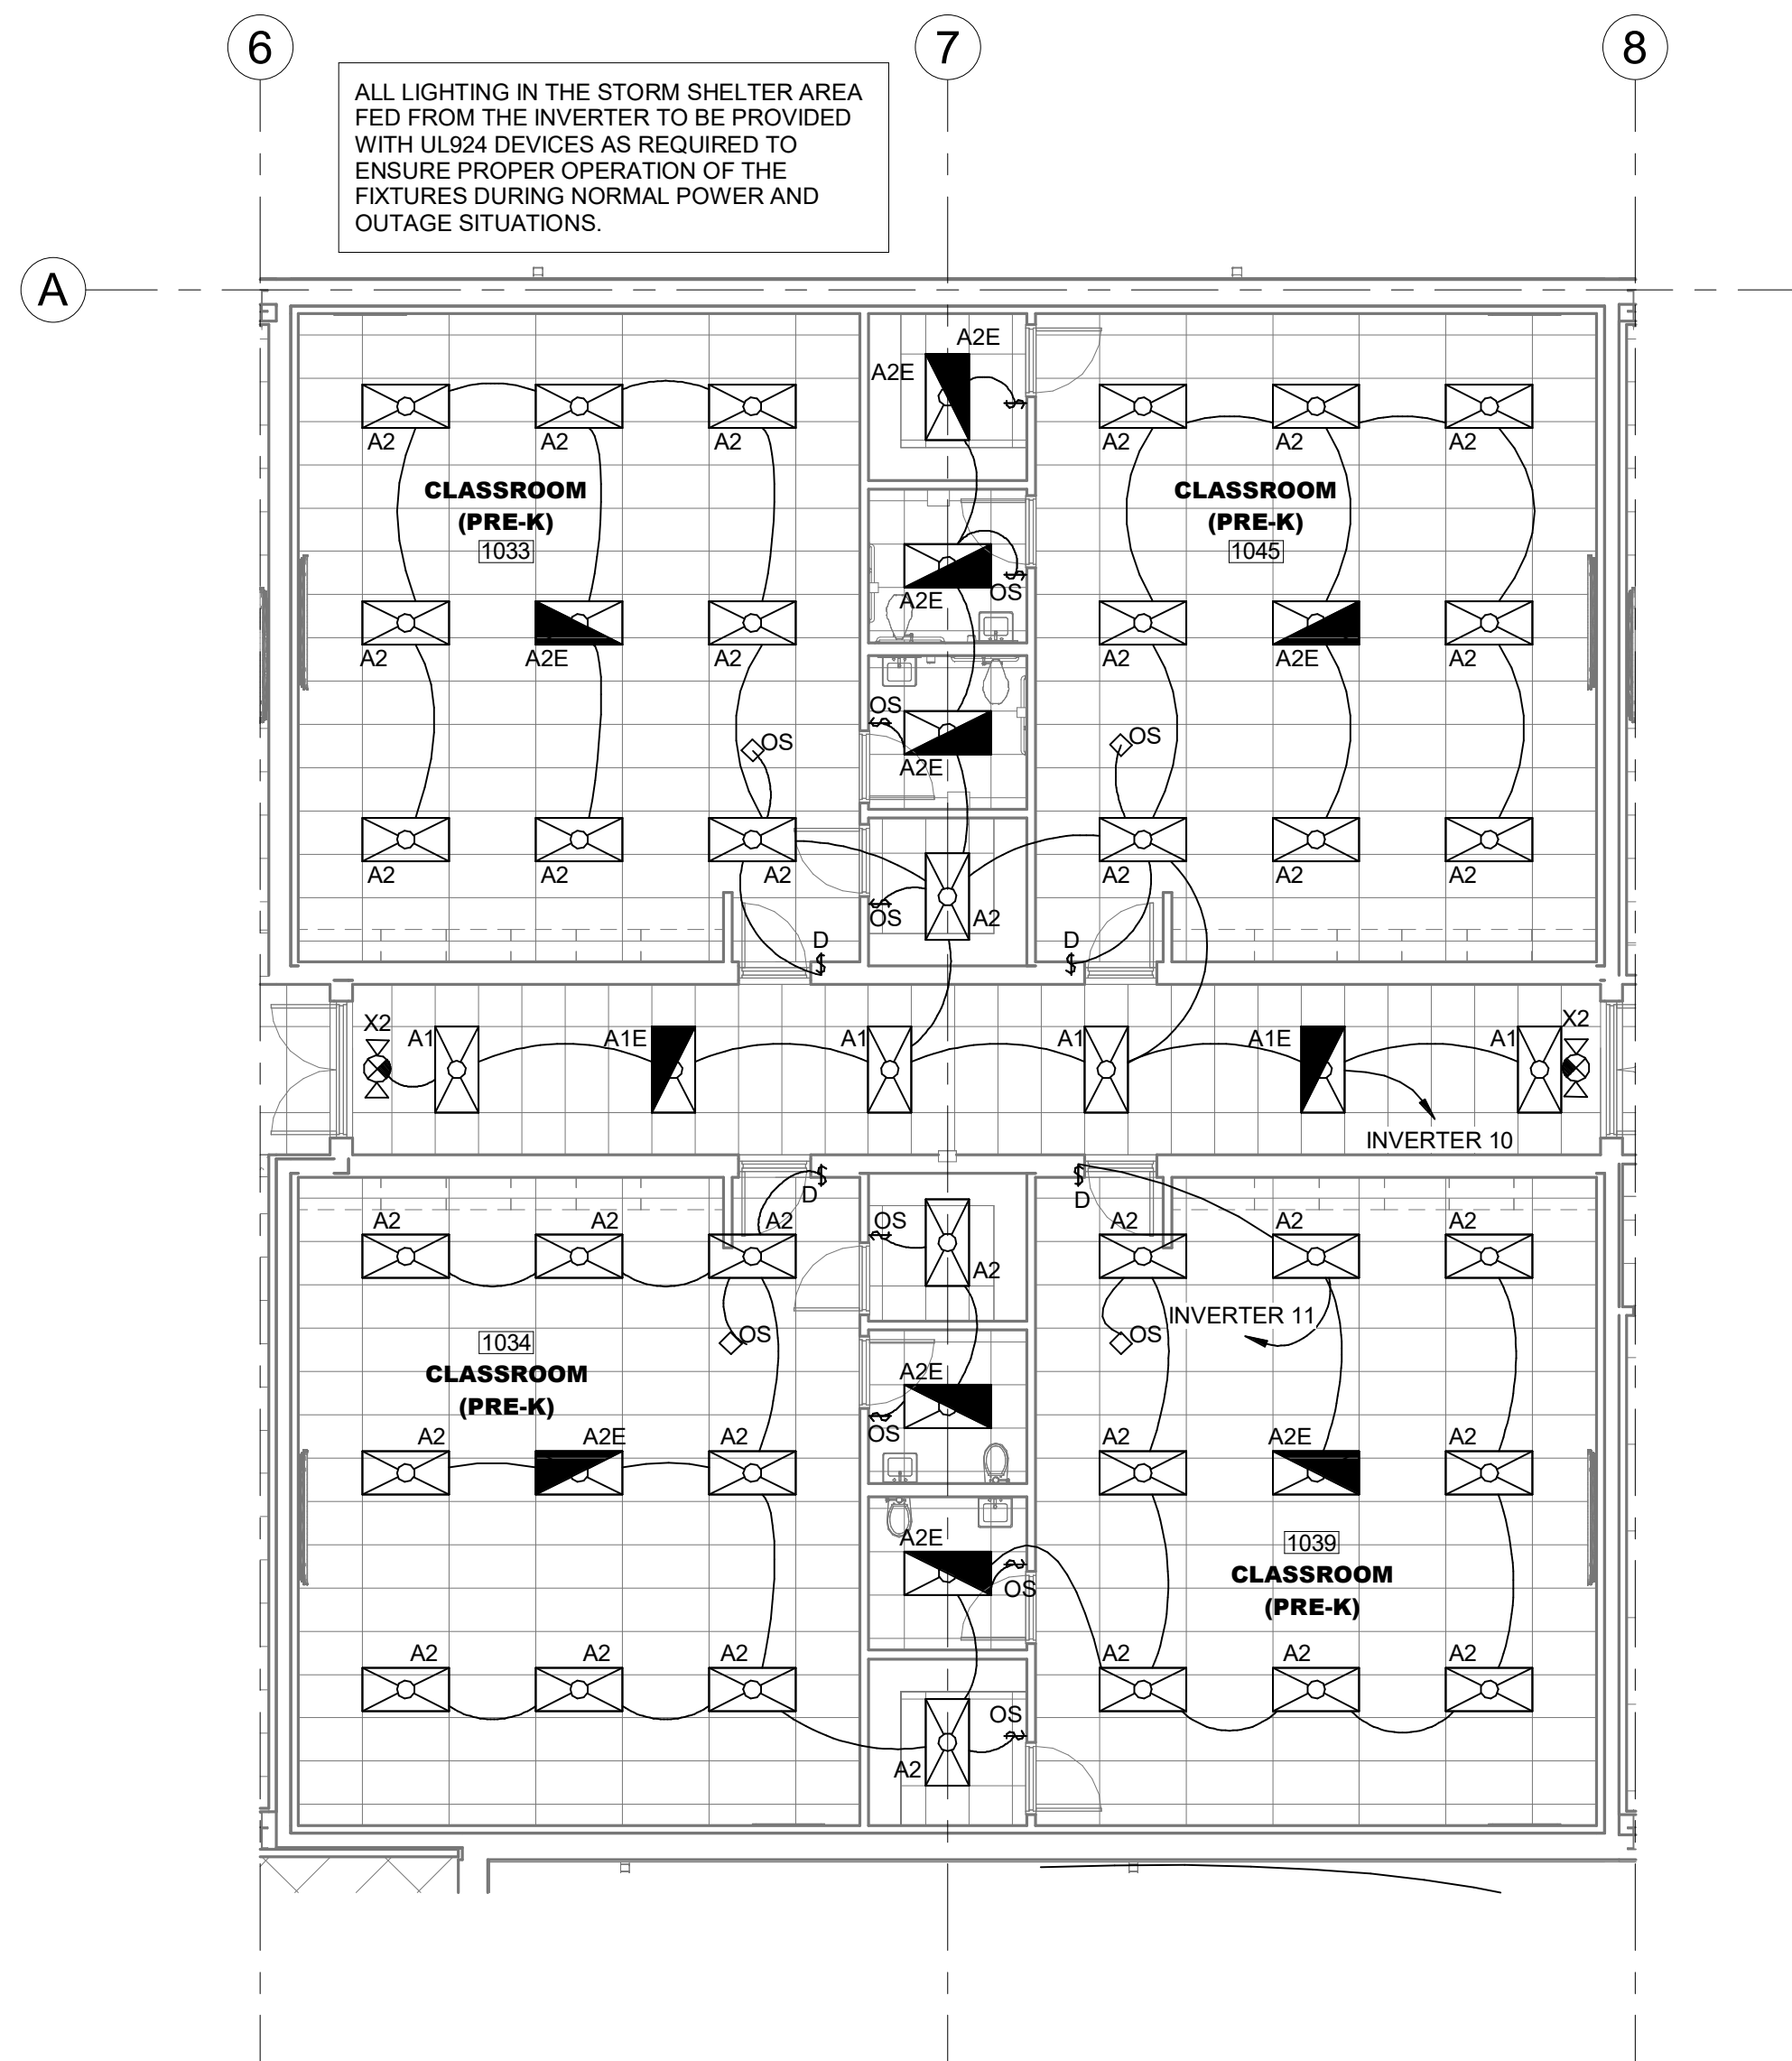 6
7
8
ALL LIGHTING IN THE STORM SHELTER AREA
FED FROM THE INVERTER TO BE PROVIDED
WITH UL924 DEVICES AS REQUIRED TO
ENSURE PROPER OPERATION OF THE
FIXTURES DURING NORMAL POWER AND
OUTAGE SITUATIONS.
A
A2E
A2E
$
A2 A2 A2 A2 A2 A2
CLASSROOM
(PRE-K)
1033
CLASSROOM
(PRE-K)
1045
$
A2E OS
A2 A2E A2 A2 A2E A2
OS
$
OS OS
A2E
A2 A2 A2 A2 A2 A2
$
OS A2
D D
$ $
X2 A1 A1E A1 A1 A1E A1 X2
INVERTER 10
$ $
D D
A2 A2 A2 OS A2 A2 A2
A2
INVERTER 11
OS OS
1034
CLASSROOM
(PRE-K)
A2E
$
OS
A2 A2E A2 A2 A2E A2
A2E
$
OS
1039
CLASSROOM
(PRE-K)
A2 A2 A2 A2 A2 A2
OS
$
A2